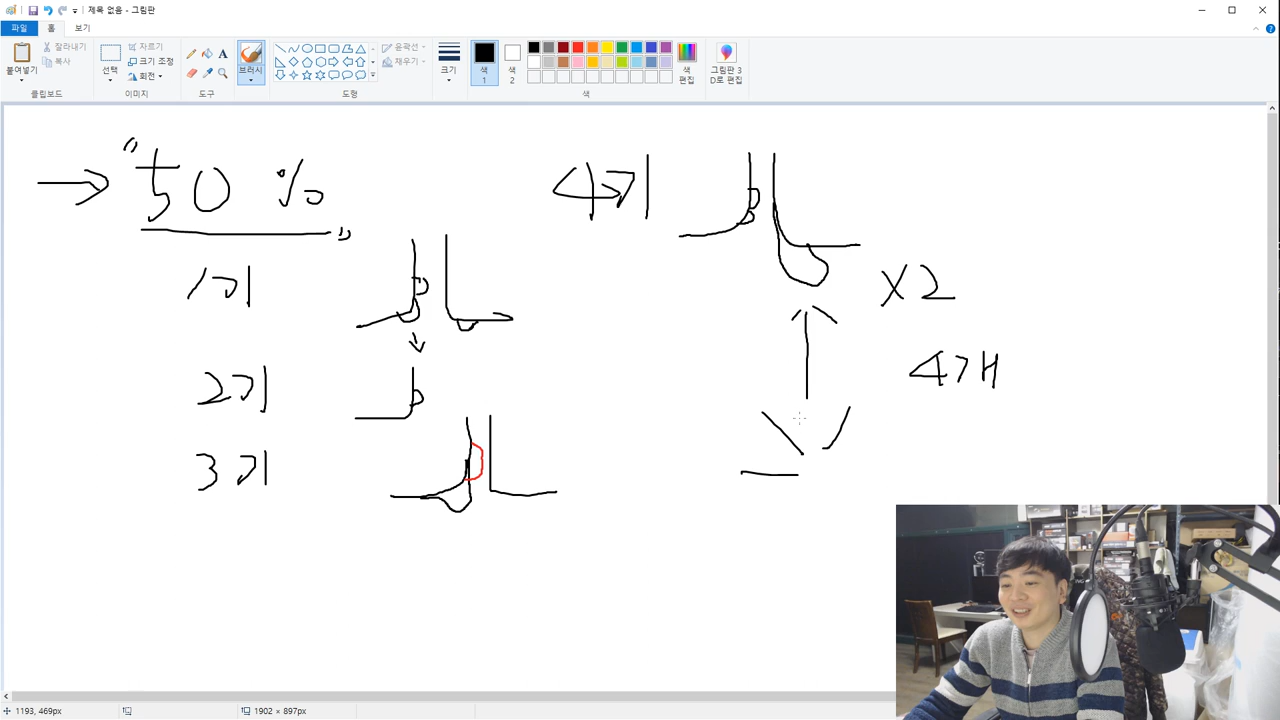 제목 없음 - 그림판
파일
홈
보기
붙여넣기
잘라내기
복사
클립보드
선택
자르기
크기 조정
회전
이미지
A
도구
브러시
윤곽선
채우기
도형
크기
색
1
색
2
색
편집
색
그림판 3
D로 편집
→ "50 %"
1기
2기
3기
4기
X2
4개
1193, 469px
1902 × 897px